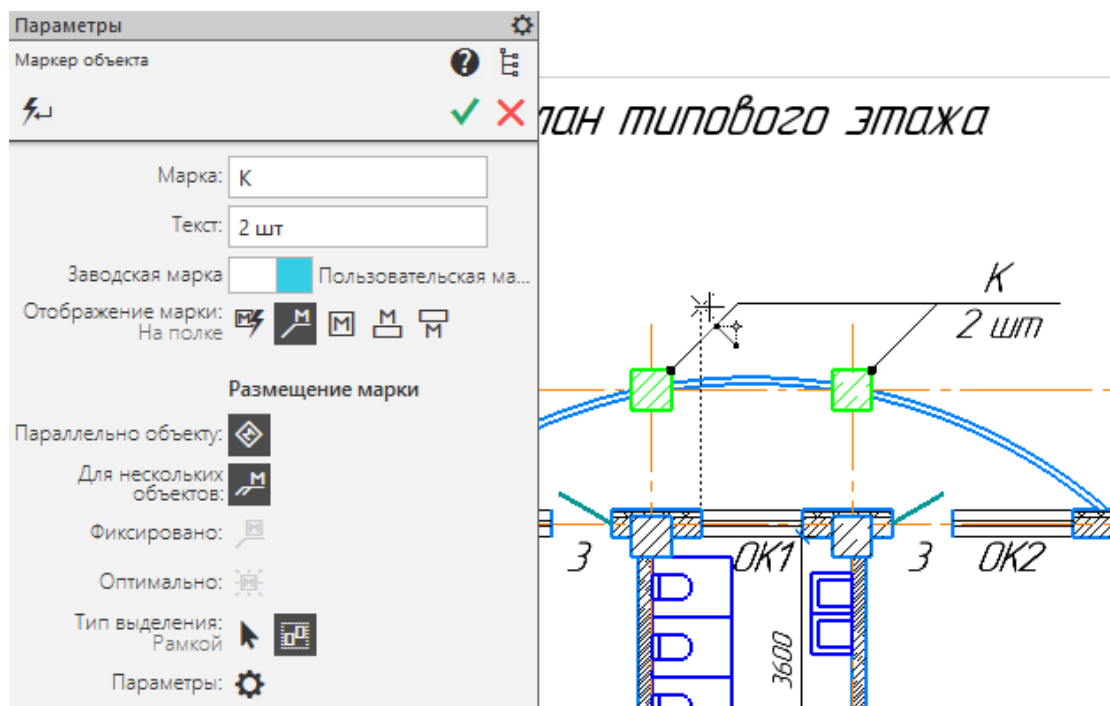 Параметры
Маркер объекта
Марка: К
Текст: 2 шт
Заводская марка Пользовательская ма...
Отображение марки:
На полке
Размещение марки
Параллельно объекту:
Для нескольких
объектов:
Фиксировано:
Оптимально:
Тип выделения:
Рамкой
Параметры:
лан типового этажа
К
2 шт
3 ОК1 3 ОК2
3600